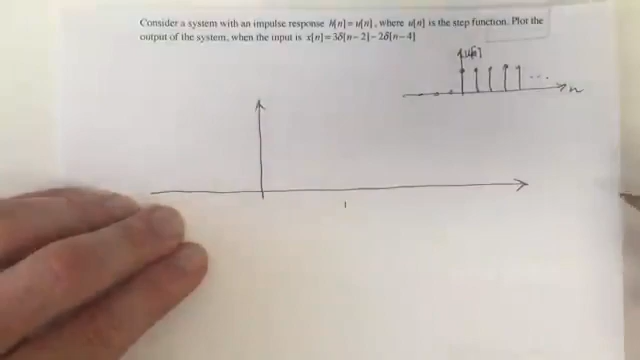 Consider a system with an impulse response h[n] = u[n], where u[n] is the step function. Plot the
output of the system, when the input is x[n] = 3δ[n−2]−2δ[n−4]
u[n]
...
n